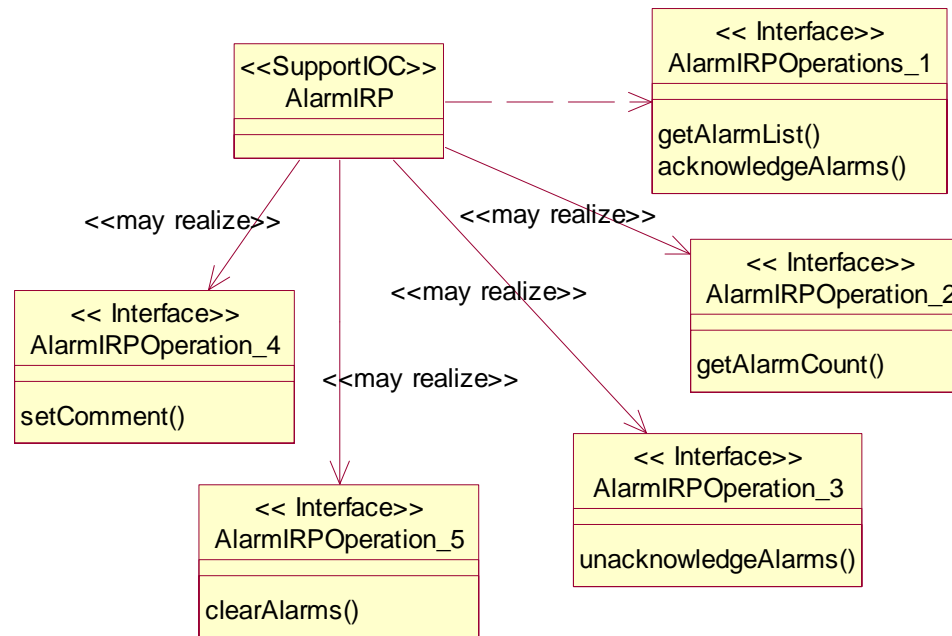 <<SupportIOC>>
AlarmIRP
<< Interface>>
AlarmIRPOperations_1
getAlarmList()
acknowledgeAlarms()
<<may realize>>
<<may realize>>
<<may realize>>
<<may realize>>
<< Interface>>
AlarmIRPOperation_2
getAlarmCount()
<< Interface>>
AlarmIRPOperation_4
setComment()
<< Interface>>
AlarmIRPOperation_3
unacknowledgeAlarms()
<< Interface>>
AlarmIRPOperation_5
clearAlarms()